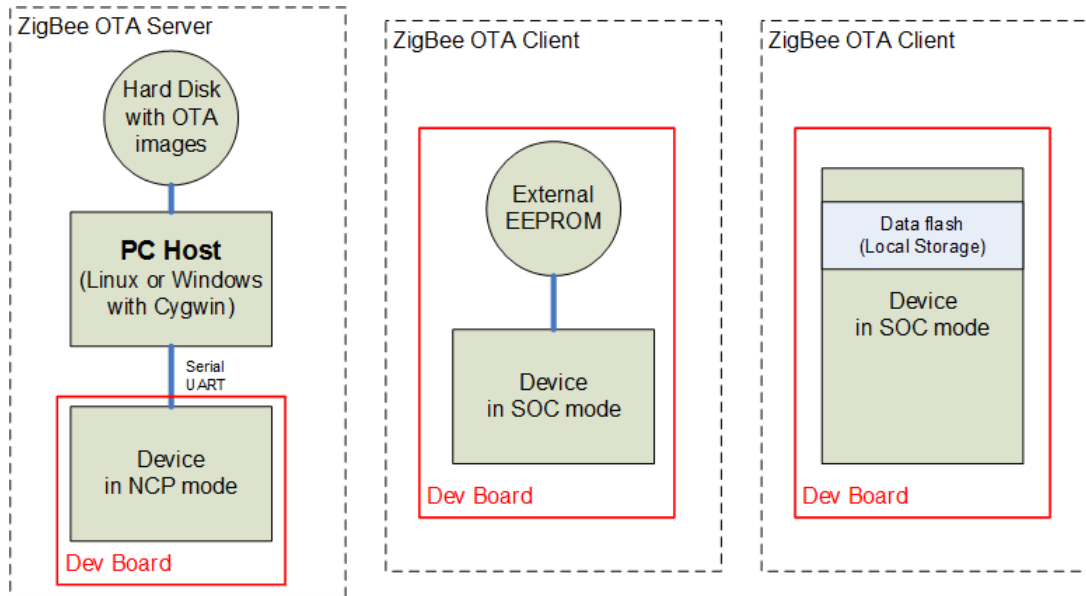 ZigBee OTA Server
Hard Disk
with OTA
images
PC Host
(Linux or Windows
with Cygwin)
Serial
UART
Device
in NCP mode
Dev Board
ZigBee OTA Client
External
EEPROM
Device
in SOC mode
Dev Board
ZigBee OTA Client
Data flash
(Local Storage)
Device
in SOC mode
Dev Board